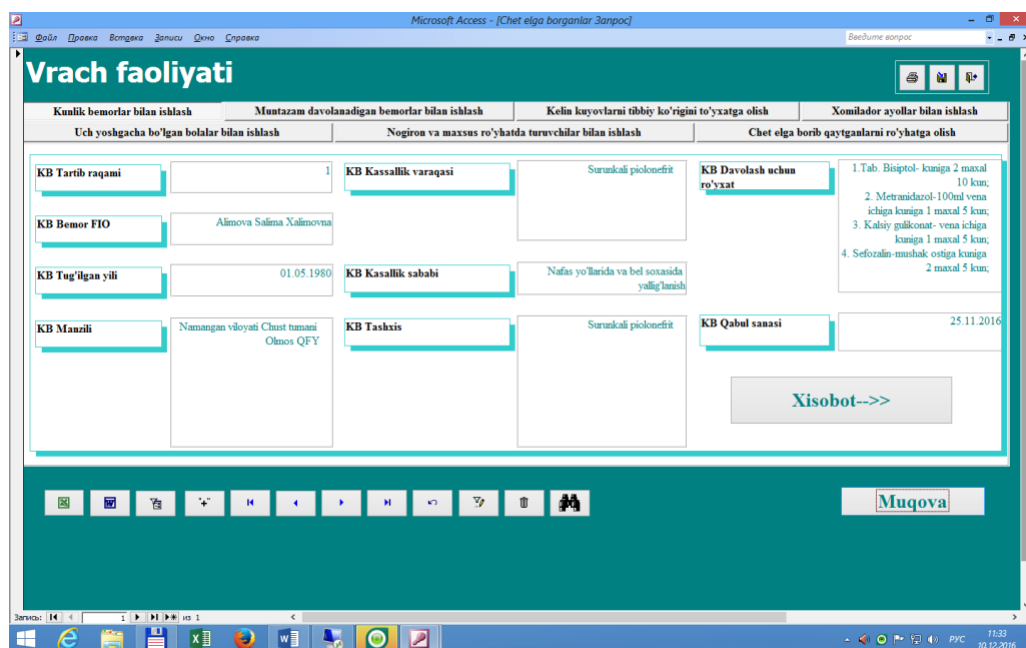 Microsoft Access - [Chet elga borganlar Запрос]
Файл Правка Вставка Записи Окно Справка
Введите вопрос
Vrach faoliyati
Kunlik bemorlar bilan ishlash
Muntazam davolanadigan bemorlar bilan ishlash
Kelin kuyovlarni tibbiy ko'rigini to'yxatga olish
Xomilador ayollar bilan ishlash
Uch yoshgacha bo'lgan bolalar bilan ishlash
Nogiron va maxsus ro'yhatda turuvchilar bilan ishlash
Chet elga borib qaytganlarni ro'yhatga olish
KB Tartib raqami
1
KB Bemor FIO
Alimova Salima Xalimovna
KB Tug'ilgan yili
01.05.1980
KB Manzili
Namangan viloyati Chust tumani
Olmos QFY
KB Kassallik varaqasi
Surunkali piolonefrit
KB Kasallik sababi
Nafas yo'llarida va bel soxasida
yallig'lanish
KB Tashxis
Surunkali piolonefrit
KB Davolash uchun
ro'yxat
1.Tab. Bisiptol- kuniga 2 maxal
10 kun;
2. Metranidazol-100ml vena
ichiga kuniga 1 maxal 5 kun;
3. Kalsiy gulikonat- vena ichiga
kuniga 1 maxal 5 kun;
4. Sefozalin-mushak ostiga kuniga
2 maxal 5 kun;
KB Qabul sanasi
25.11.2016
Xisobot-->>
"+"
Muqova
Запись: 1 из 1
РУС
11:33
10.12.2016